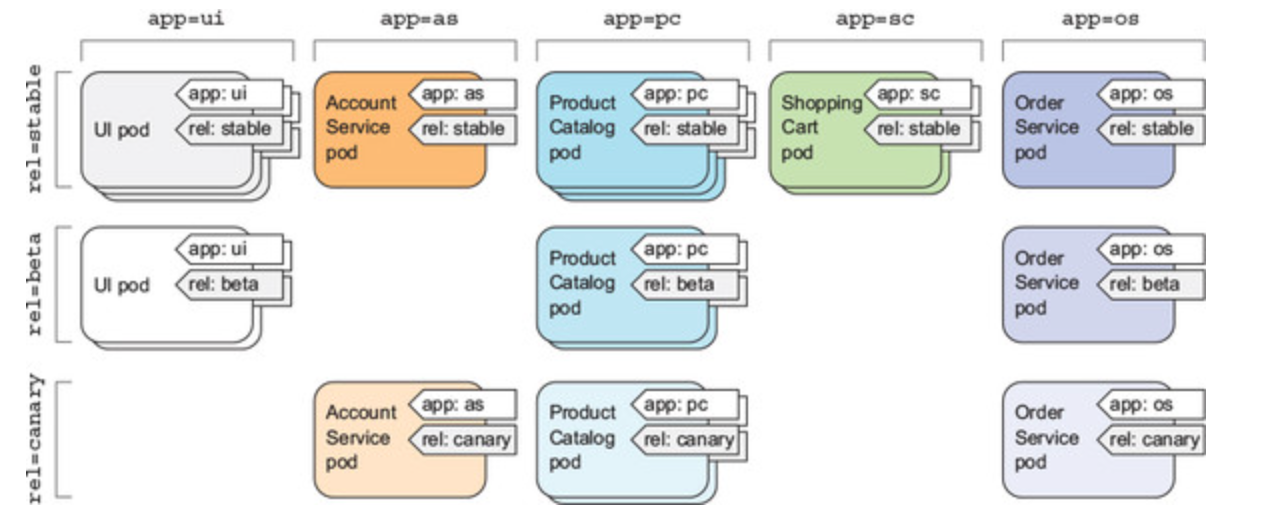 app=ui
app=as
app=pc
app=sc
app=os
rel=stable
UI pod
app: ui
rel: stable
Account
Service
pod
app: as
rel: stable
Product
Catalog
pod
app: pc
rel: stable
Shopping
Cart
pod
app: sc
rel: stable
Order
Service
pod
app: os
rel: stable
rel=beta
UI pod
app: ui
rel: beta
Product
Catalog
pod
app: pc
rel: beta
Order
Service
pod
app: os
rel: beta
rel=canary
Account
Service
pod
app: as
rel: canary
Product
Catalog
pod
app: pc
rel: canary
Order
Service
pod
app: os
rel: canary